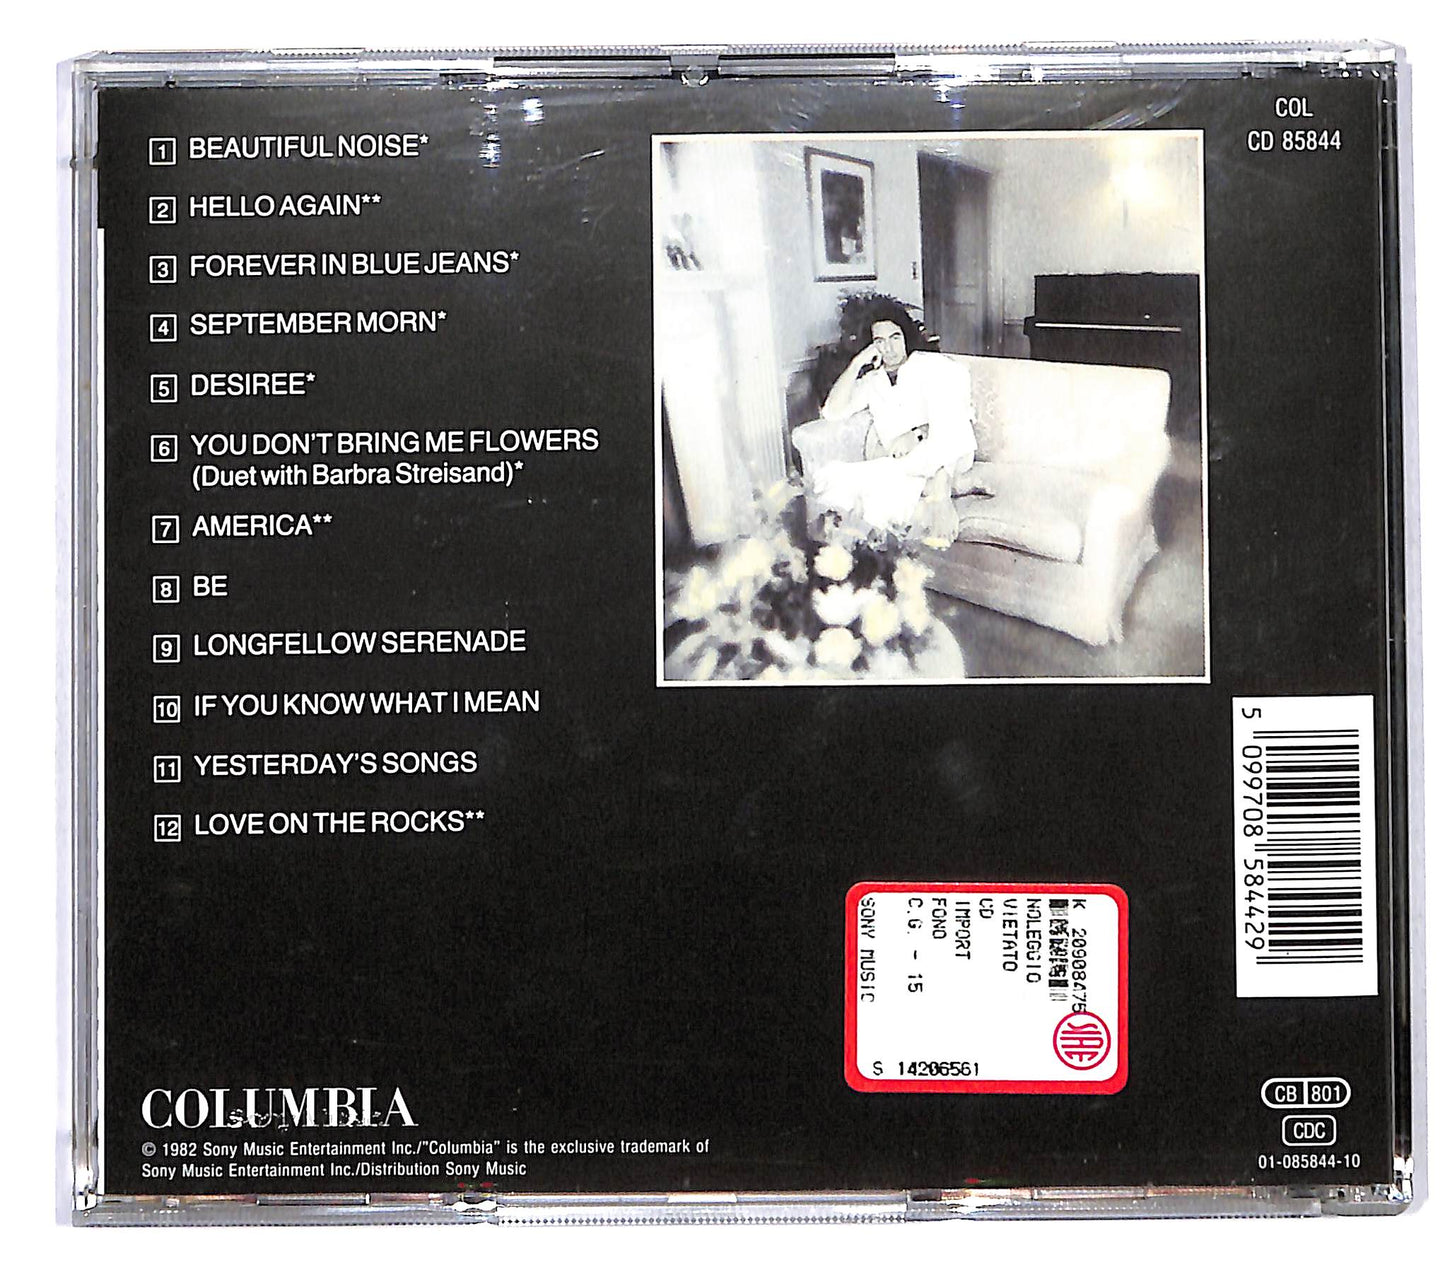 COL
CD 85844
1 BEAUTIFUL NOISE*
2 HELLO AGAIN**
3 FOREVER IN BLUE JEANS*
4 SEPTEMBER MORN*
5 DESIREE*
6 YOU DON'T BRING ME FLOWERS
(Duet with Barbra Streisand)*
7 AMERICA**
8 BE
9 LONGFELLOW SERENADE
10 IF YOU KNOW WHAT I MEAN
11 YESTERDAY'S SONGS
12 LOVE ON THE ROCKS**
5 099708 584429
K 20908475
NOLEGGIO
VIETATO
CD
IMPORT
FONO
C.G. - 15
SONY MUSIC
SIAE
S 14206561
COLUMBIA
© 1982 Sony Music Entertainment Inc./"Columbia" is the exclusive trademark of
Sony Music Entertainment Inc./Distribution Sony Music
CB 801
CDC
01-085844-10